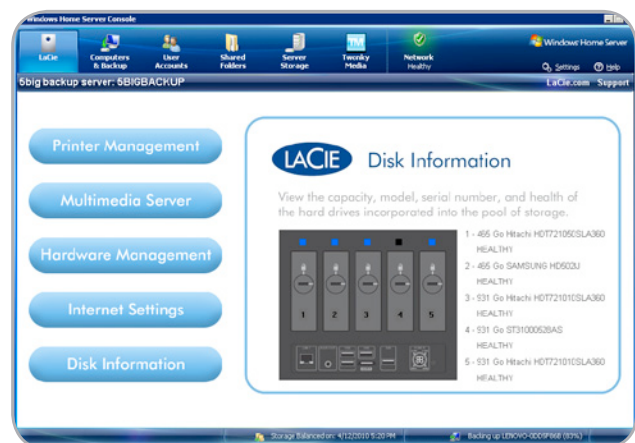 Windows Home Server Console
LaCie
Computers & Backup
User Accounts
Shared Folders
Server Storage
Twonky Media
Network Healthy
Windows Home Server
Settings
Help
6big backup server: 6BIGBACKUP
LaCie.com
Support
Printer Management
Multimedia Server
Hardware Management
Internet Settings
Disk Information
LACIE
Disk Information
View the capacity, model, serial number, and health of
the hard drives incorporated into the pool of storage.
1 2 3 4 5
1 - 465 Go Hitachi HDT721050SLA360
HEALTHY
2 - 465 Go SAMSUNG HD502IJ
HEALTHY
3 - 931 Go Hitachi HDT721010SLA360
HEALTHY
4 - 931 Go ST31000528AS
HEALTHY
5 - 931 Go Hitachi HDT721010SLA360
HEALTHY
Storage Balanced on: 4/12/2010 5:20 PM
Backing up (83%)